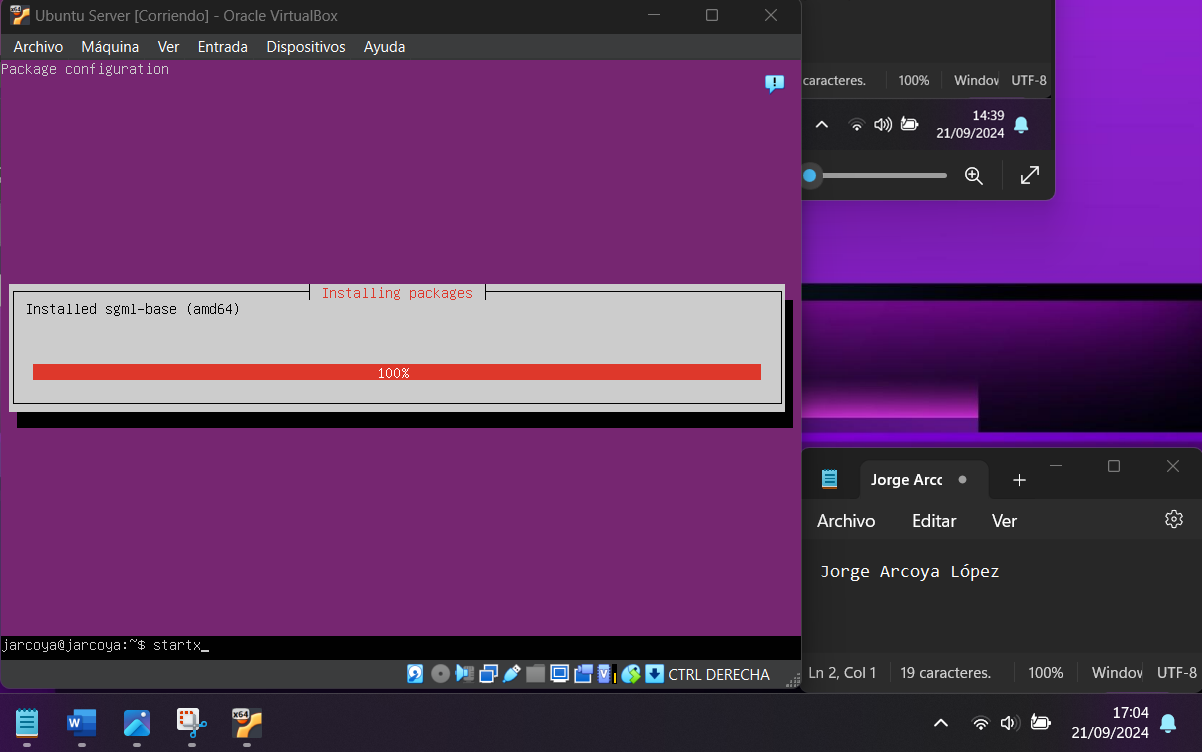 Ubuntu Server [Corriendo] - Oracle VirtualBox
Archivo Máquina Ver Entrada Dispositivos Ayuda
Package configuration
Installing packages
Installed sgml-base (amd64)
100%
jarcoya@jarcoya:~$ startx_
CTRL DERECHA
caracteres. 100% Window UTF-8
14:39
21/09/2024
Jorge Arco
Archivo Editar Ver
Jorge Arcoya López
Ln 2, Col 1 19 caracteres. 100% Window UTF-8
W
x64
17:04
21/09/2024